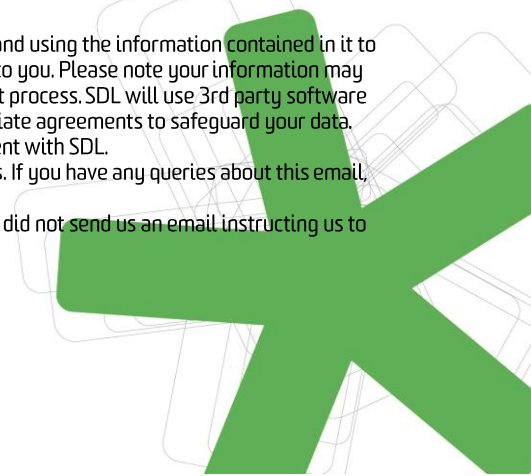 and using the information contained in it to
to you. Please note your information may
t process. SDL will use 3rd party software
iate agreements to safeguard your data.
ent with SDL.
s. If you have any queries about this email,
did not send us an email instructing us to